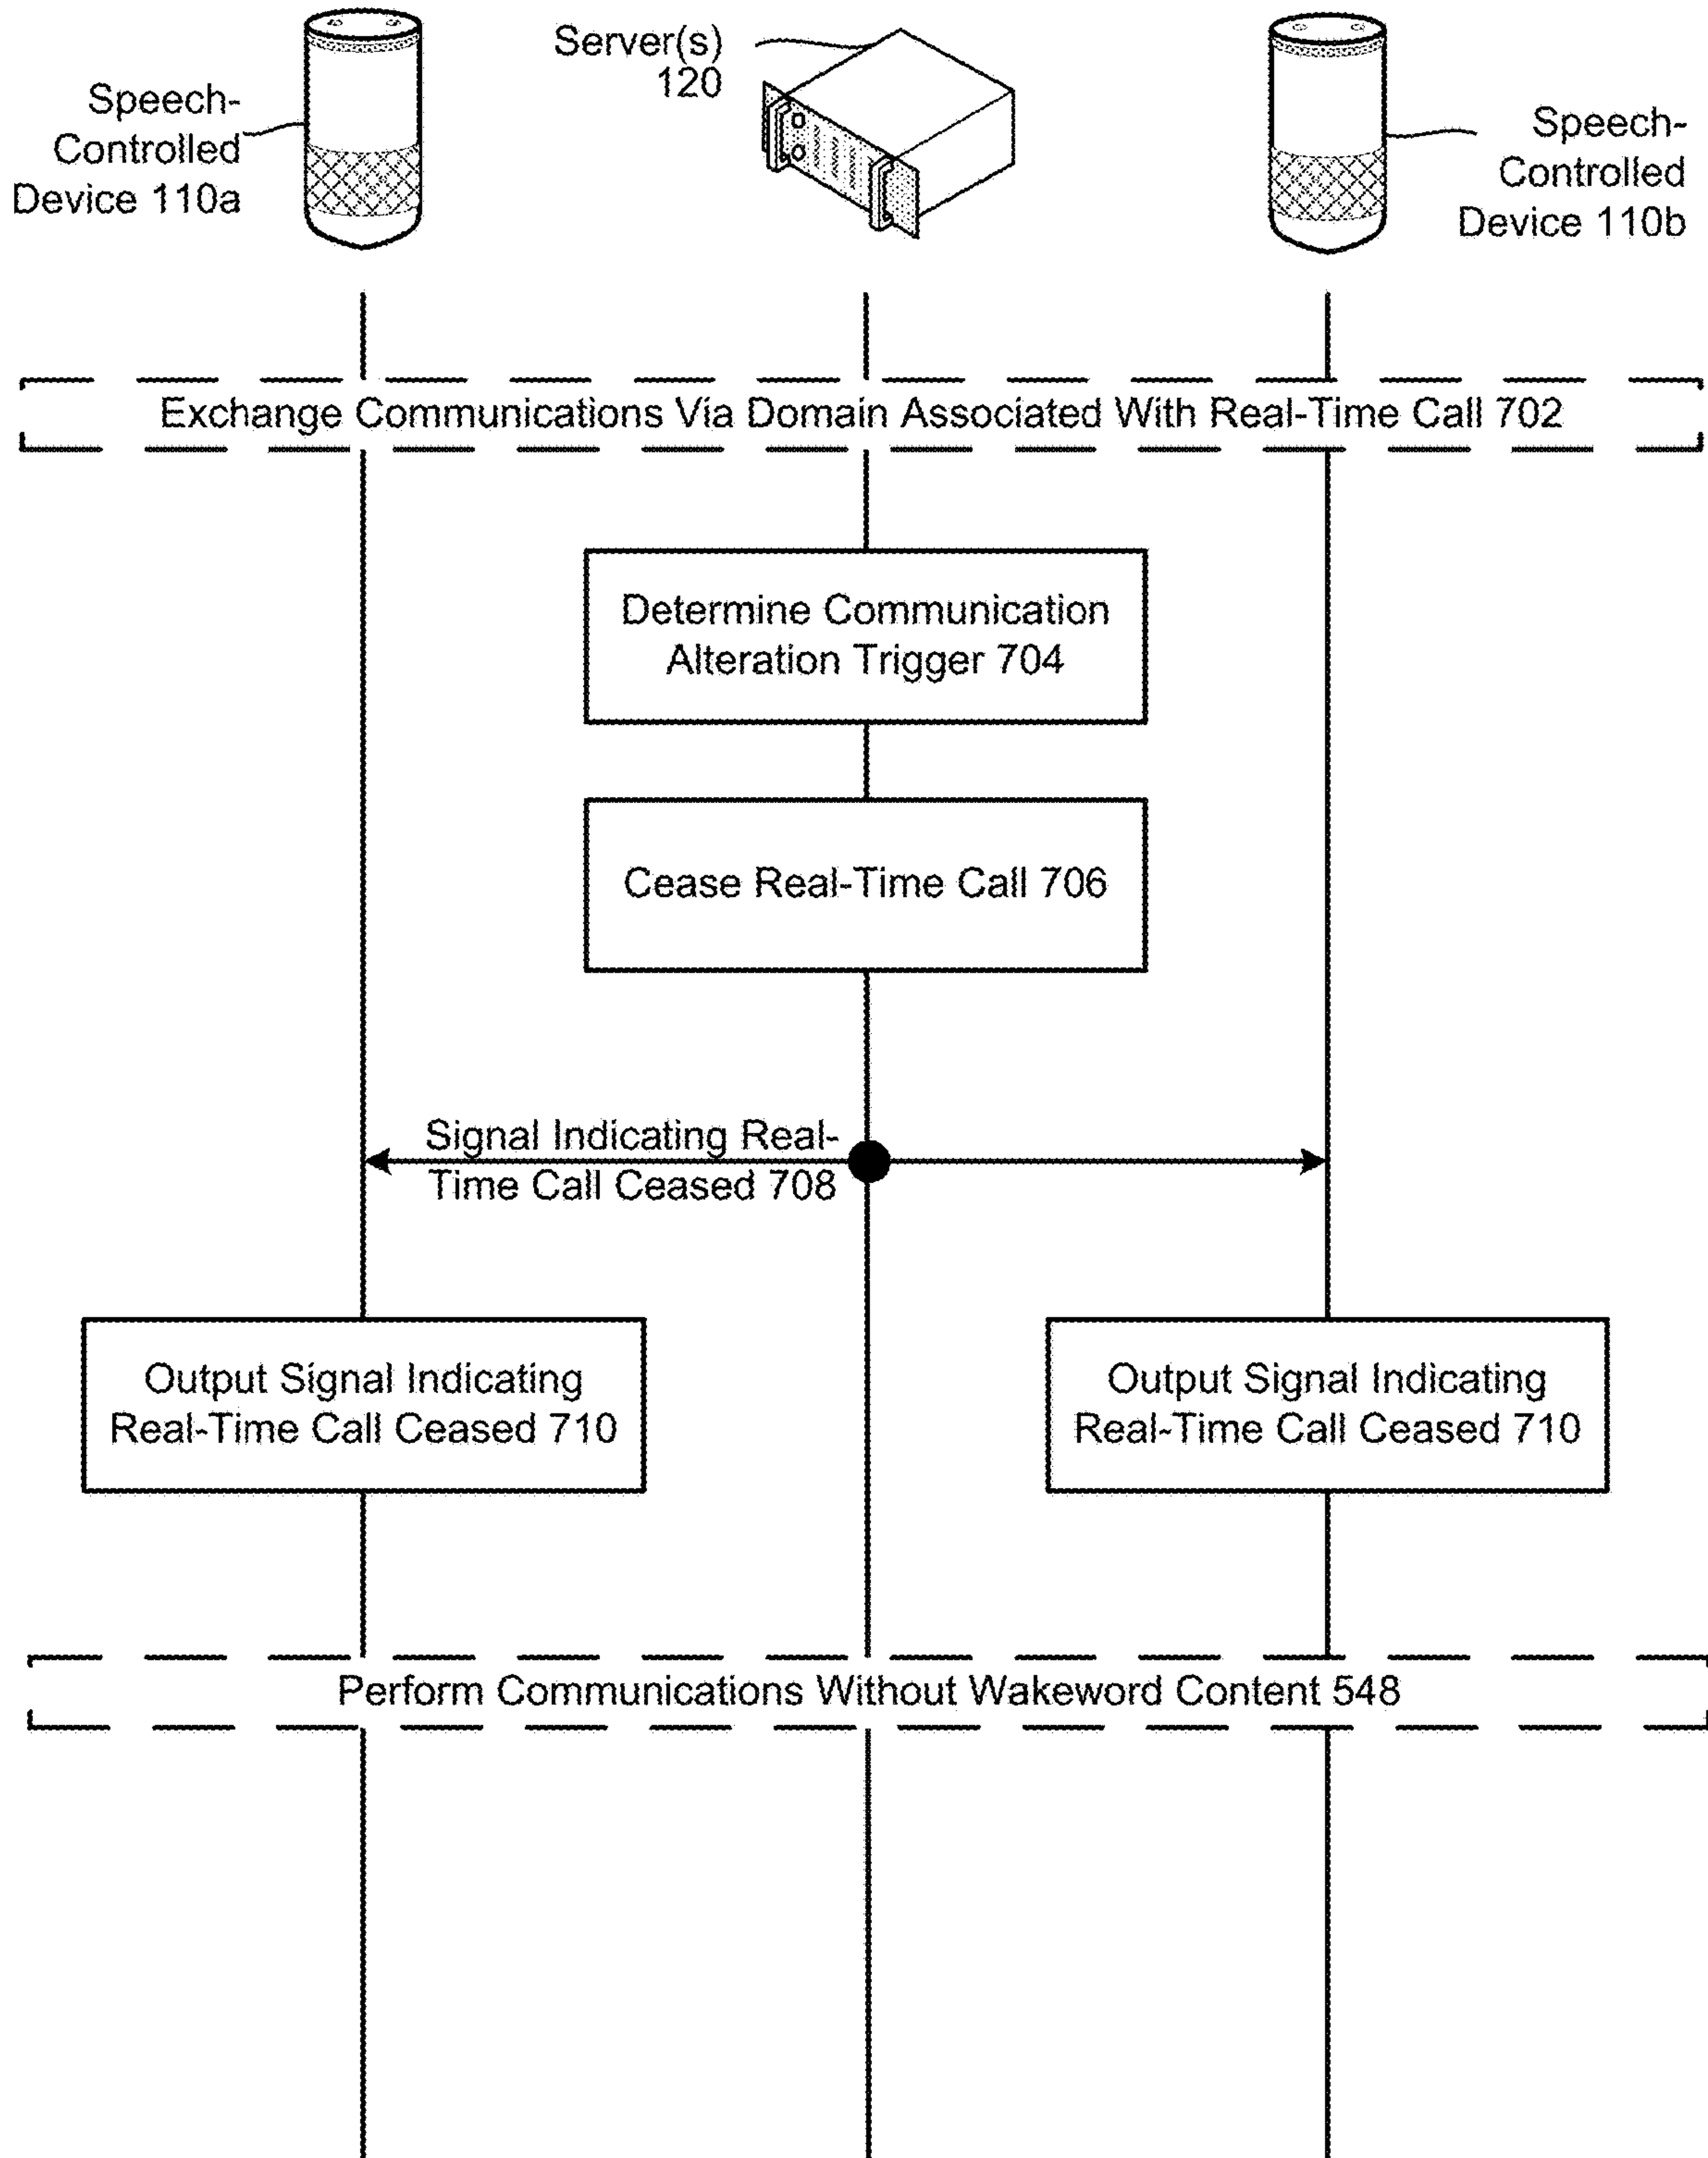 Speech-
Controlled
Device 110a
Server(s)
120
Speech-
Controlled
Device 110b
Exchange Communications Via Domain Associated With Real-Time Call 702
Determine Communication
Alteration Trigger 704
Cease Real-Time Call 706
Signal Indicating Real-
Time Call Ceased 708
Output Signal Indicating
Real-Time Call Ceased 710
Output Signal Indicating
Real-Time Call Ceased 710
Perform Communications Without Wakeword Content 548